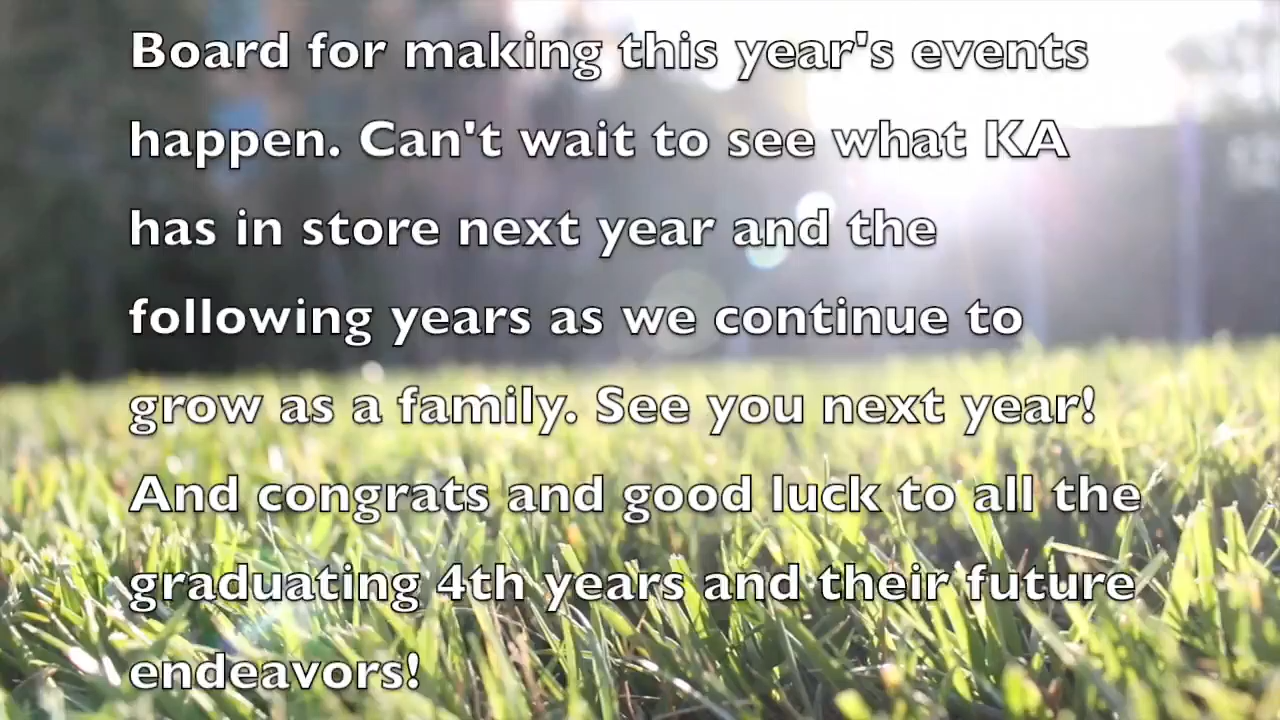 Board for making this year's events
happen. Can't wait to see what KA
has in store next year and the
following years as we continue to
grow as a family. See you next year!
And congrats and good luck to all the
graduating 4th years and their future
endeavors!